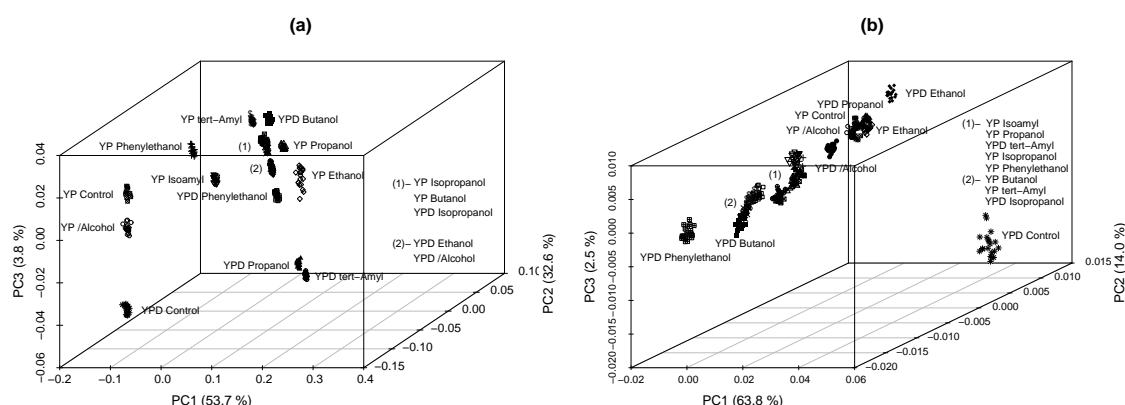 (a)
YP tert−Amyl
YPD Butanol
YP Phenylethanol
(1)
YP Propanol
YP Isoamyl
(2)
YP Ethanol
YP Control
YPD Phenylethanol
YP /Alcohol
YPD Propanol
YPD tert−Amyl
YPD Control
(1)− YP Isopropanol
YP Butanol
YPD Isopropanol
(2)− YPD Ethanol
YPD /Alcohol
PC3 (3.8 %)
0.04
0.02
0.00
−0.02
−0.04
−0.06
−0.2
−0.1
0.0
0.1
0.2
0.3
0.4
PC1 (53.7 %)
−0.15
−0.10
−0.05
0.00
0.05
0.10
PC2 (32.6 %)
(b)
YPD Ethanol
YPD Propanol
YP Control
YP /Alcohol
YP Ethanol
YPD /Alcohol
(1)
(2)
YPD Butanol
YPD Phenylethanol
YPD Control
(1)− YP Isoamyl
YP Propanol
YPD tert−Amyl
YP Isopropanol
YP Phenylethanol
(2)− YP Butanol
YP tert−Amyl
YPD Isopropanol
PC3 (2.5 %)
0.010
0.005
0.000
−0.005
−0.010
−0.015
−0.020
−0.02
0.00
0.02
0.04
0.06
PC1 (63.8 %)
−0.020
−0.015
−0.010
−0.005
0.000
0.005
0.010
0.015
PC2 (14.0 %)